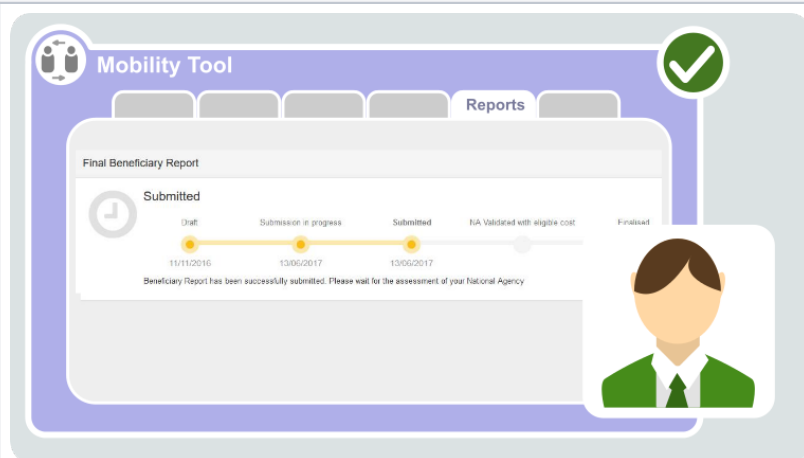 Mobility Tool
Reports
Final Beneficiary Report
Submitted
Draft Submission in progress Submitted NA Validated with eligible cost Finalised
11/11/2016 13/06/2017 13/06/2017
Beneficiary Report has been successfully submitted. Please wait for the assessment of your National Agency